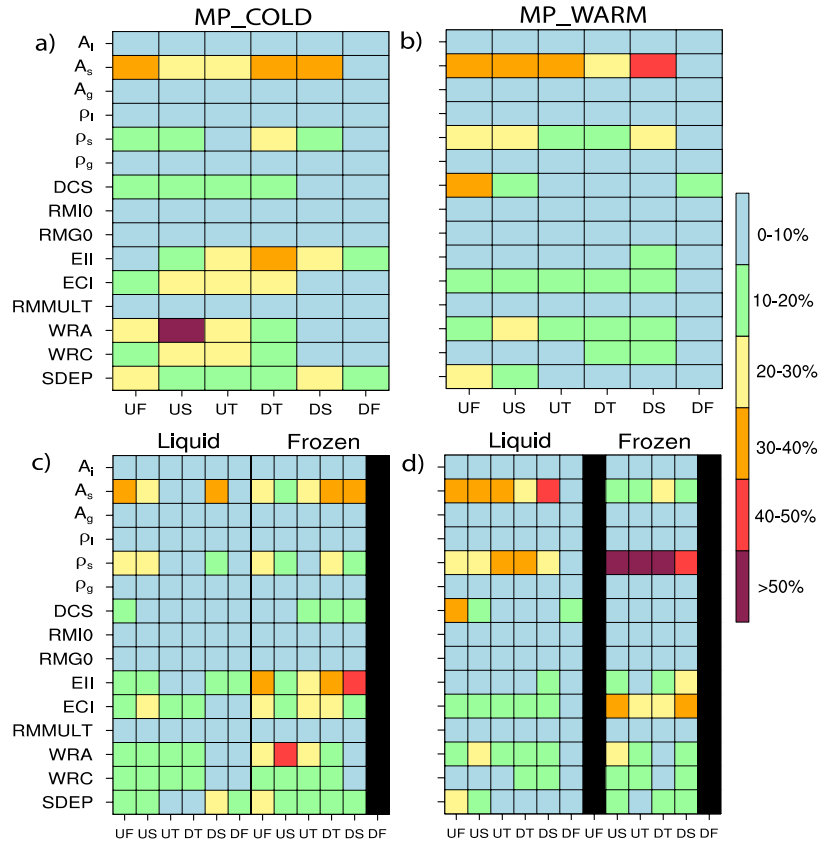 MP_COLD MP_WARM
a) b)
A_I
A_s
A_g
ρ_I
ρ_s
ρ_g
DCS
RMI0
RMG0
EII
ECI
RMMULT
WRA
WRC
SDEP
UF US UT DT DS DF UF US UT DT DS DF
0-10%
10-20%
20-30%
30-40%
40-50%
>50%
Liquid Frozen Liquid Frozen
c) d)
A_i
A_s
A_g
ρ_I
ρ_s
ρ_g
DCS
RMI0
RMG0
EII
ECI
RMMULT
WRA
WRC
SDEP
UF US UT DT DS DF UF US UT DT DS DF UF US UT DT DS DF UF US UT DT DS DF